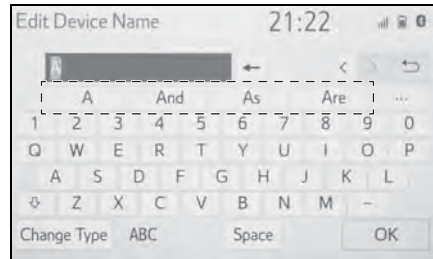 Edit Device Name 21:22 0
A ← < >
A And As Are ...
1 2 3 4 5 6 7 8 9 0
Q W E R T Y U I O P
A S D F G H J K L
Z X C V B N M -
Change Type ABC Space OK